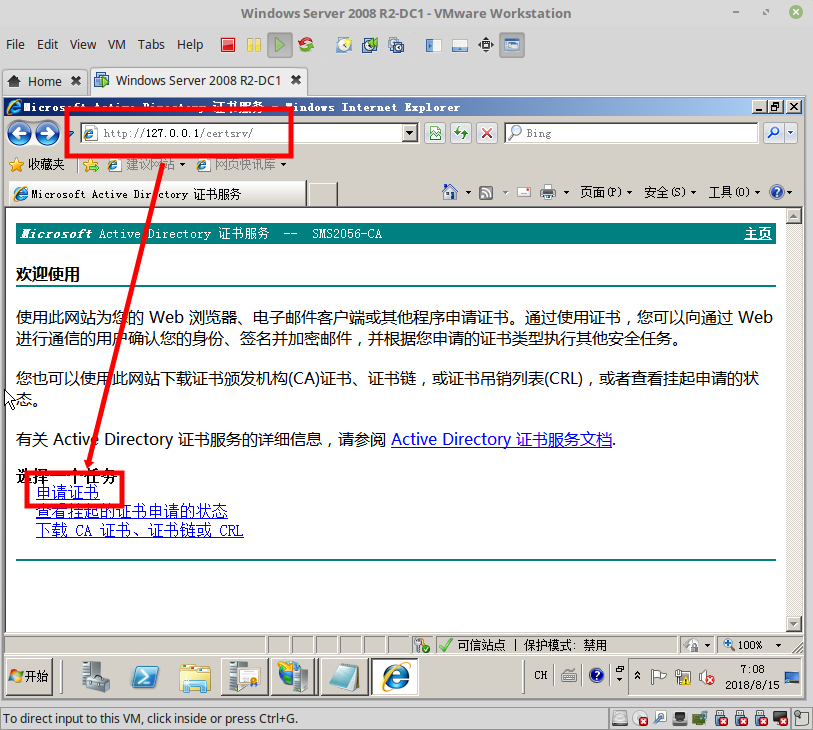 Windows Server 2008 R2-DC1 - VMware Workstation
File Edit View VM Tabs Help
Home Windows Server 2008 R2-DC1
Microsoft Active Directory 证书服务 - Windows Internet Explorer
http://127.0.0.1/certsrv/ Bing
收藏夹 建议网站 网页快讯库
Microsoft Active Directory 证书服务 页面(P) 安全(S) 工具(O)
Microsoft Active Directory 证书服务 -- SMS2056-CA 主页
欢迎使用
使用此网站为您的 Web 浏览器、电子邮件客户端或其他程序申请证书。通过使用证书，您可以向通过 Web
进行通信的用户确认您的身份、签名并加密邮件，并根据您申请的证书类型执行其他安全任务。
您也可以使用此网站下载证书颁发机构(CA)证书、证书链，或证书吊销列表(CRL)，或者查看挂起申请的状
态。
有关 Active Directory 证书服务的详细信息，请参阅 Active Directory 证书服务文档.
选择一个任务
申请证书
查看挂起的证书申请的状态
下载 CA 证书、证书链或 CRL
可信站点 | 保护模式: 禁用 100%
开始 CH 7:08
2018/8/15
To direct input to this VM, click inside or press Ctrl+G.